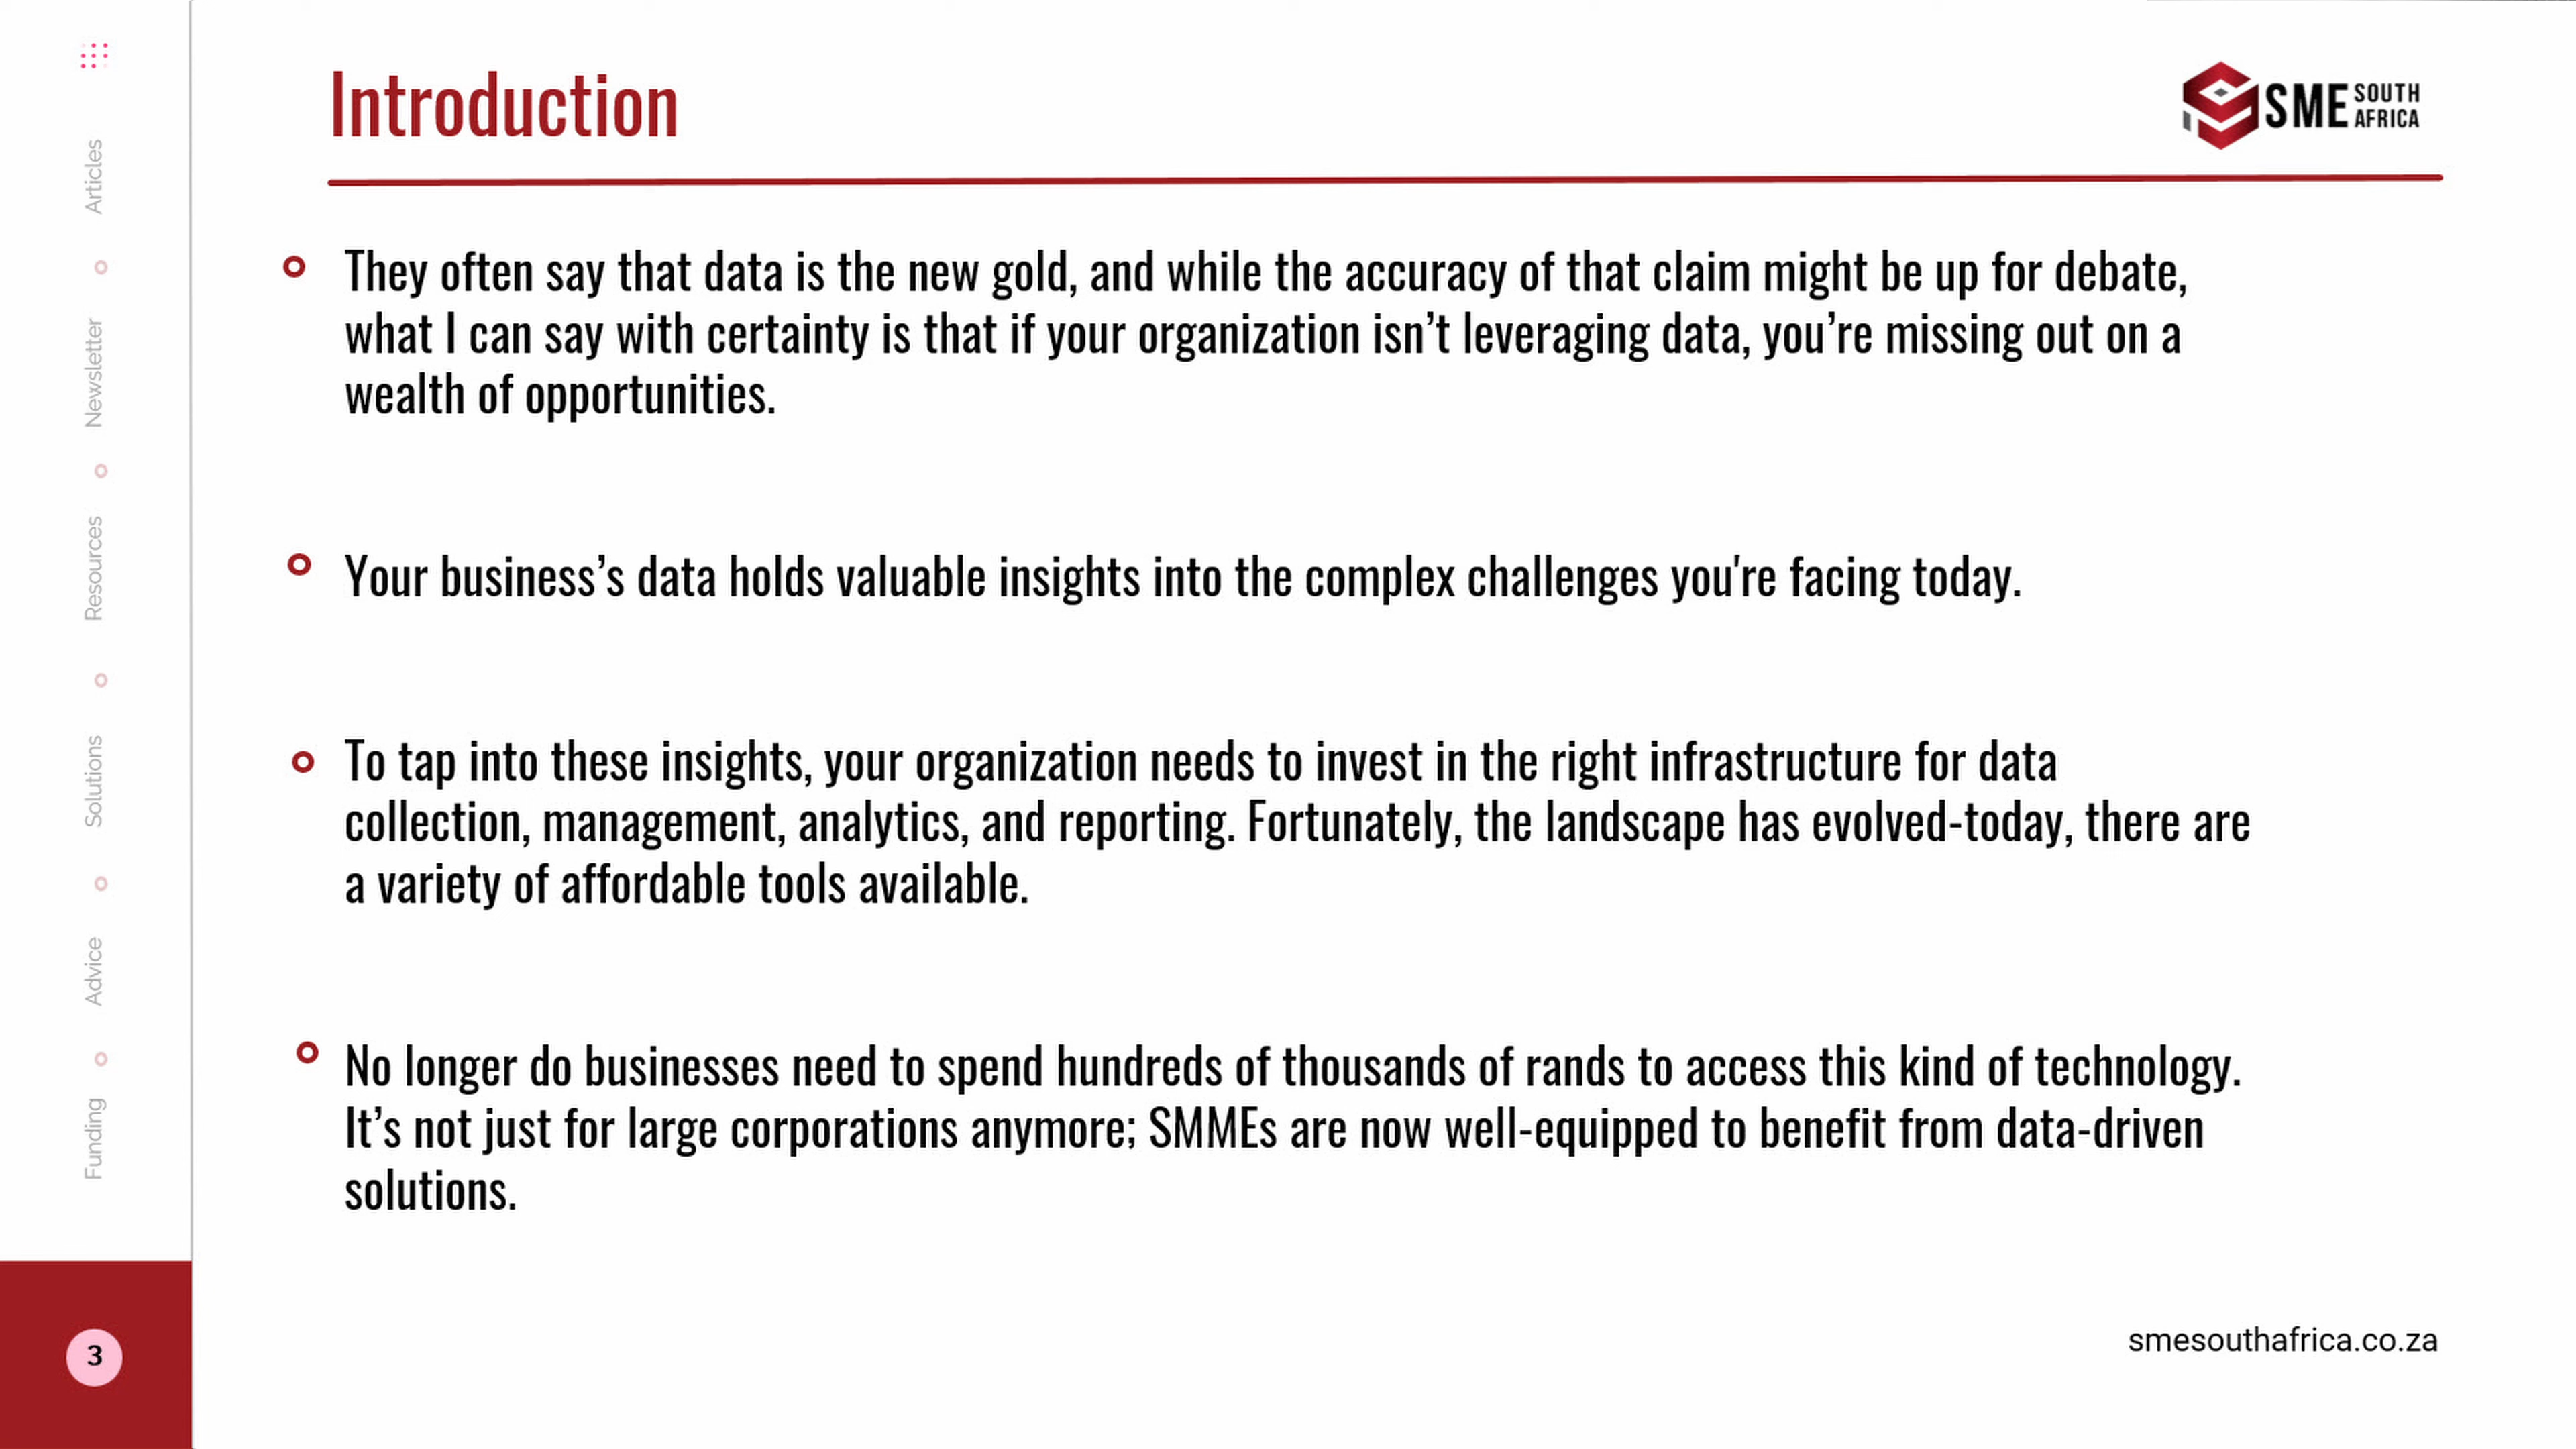 Introduction
SME SOUTH
AFRICA
They often say that data is the new gold, and while the accuracy of that claim might be up for debate,
what I can say with certainty is that if your organization isn’t leveraging data, you’re missing out on a
wealth of opportunities.
Your business’s data holds valuable insights into the complex challenges you're facing today.
To tap into these insights, your organization needs to invest in the right infrastructure for data
collection, management, analytics, and reporting. Fortunately, the landscape has evolved-today, there are
a variety of affordable tools available.
No longer do businesses need to spend hundreds of thousands of rands to access this kind of technology.
It’s not just for large corporations anymore; SMMEs are now well-equipped to benefit from data-driven
solutions.
Articles
Newsletter
Resources
Solutions
Advice
Funding
3
smesouthafrica.co.za